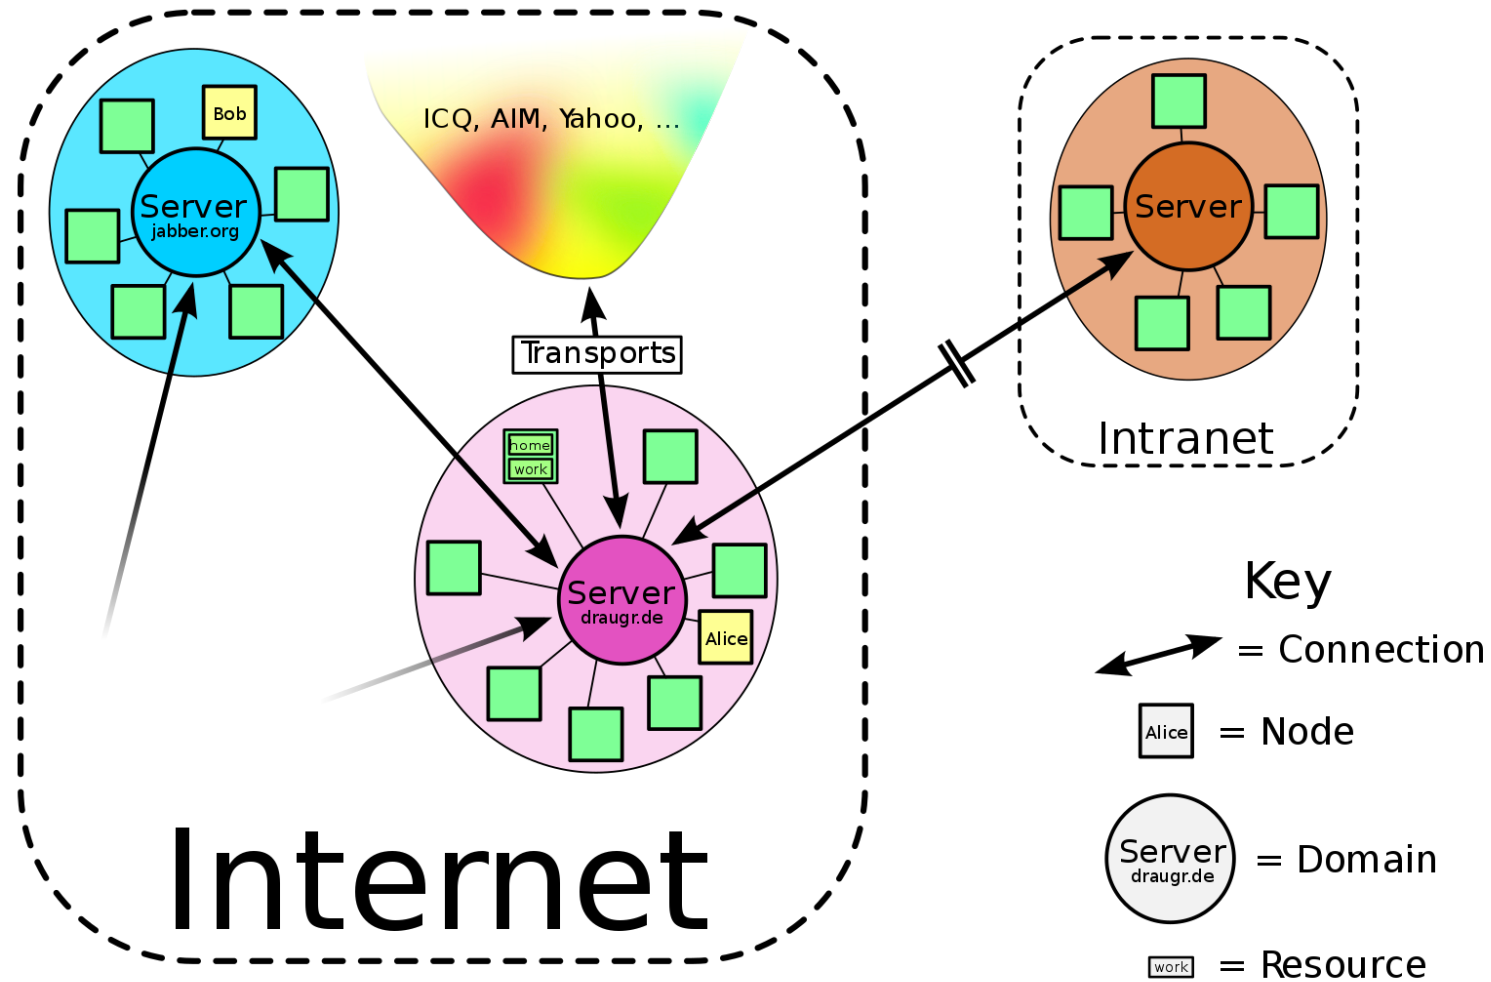 Bob
Server
jabber.org
ICQ, AIM, Yahoo, ...
Server
Transports
Intranet
home
work
Server
draugr.de
Alice
Internet
Key
= Connection
Alice = Node
Server
draugr.de
= Domain
work = Resource